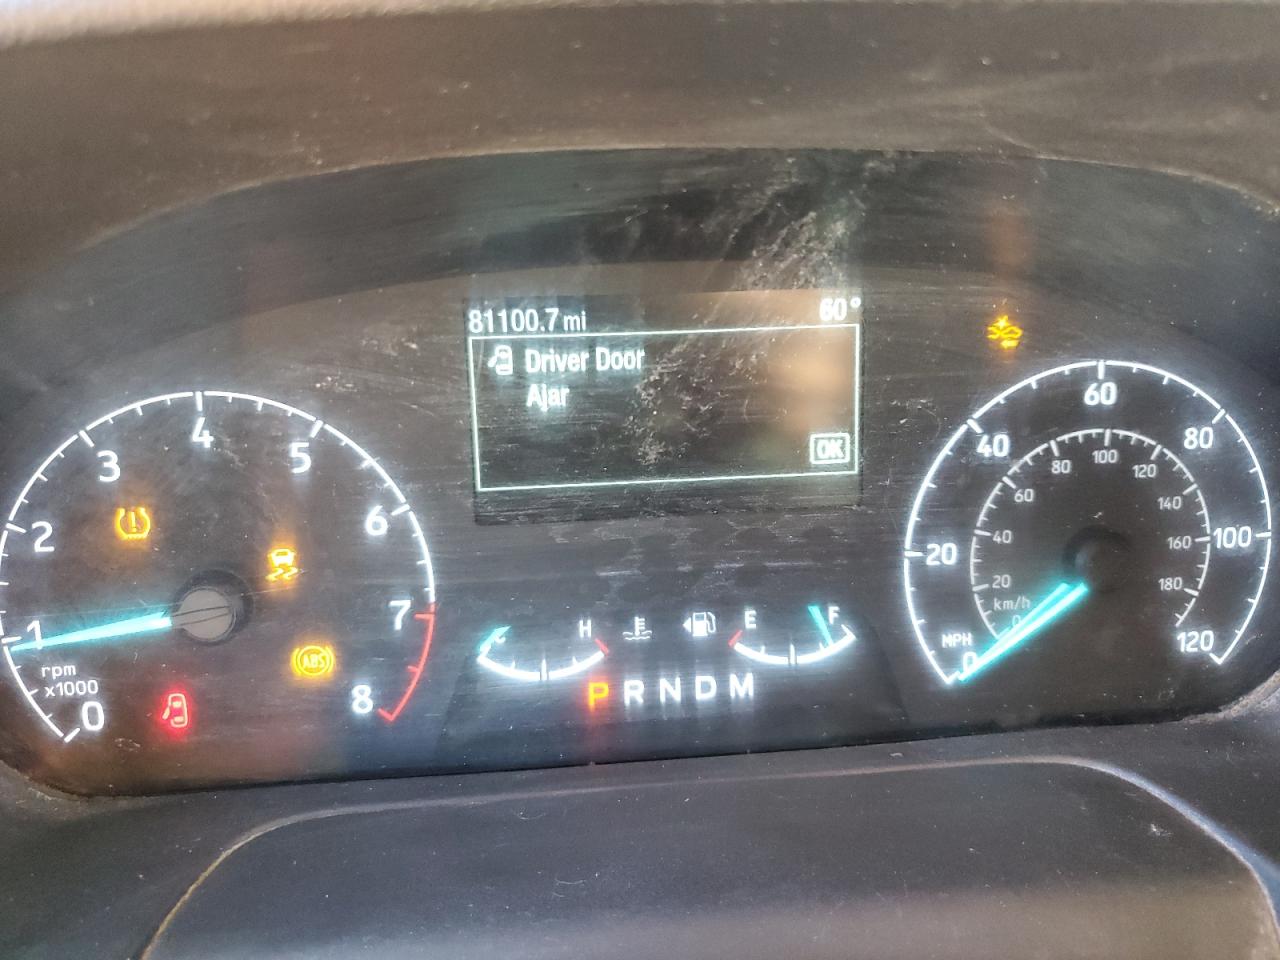 81100.7 mi 60°
Driver Door
Ajar
OK
0 1 2 3 4 5 6 7 8
rpm
x1000
ABS
C H E F
P R N D M
0 20 40 60 80 100 120
MPH
0 20 40 60 80 100 120 140 160 180
km/h